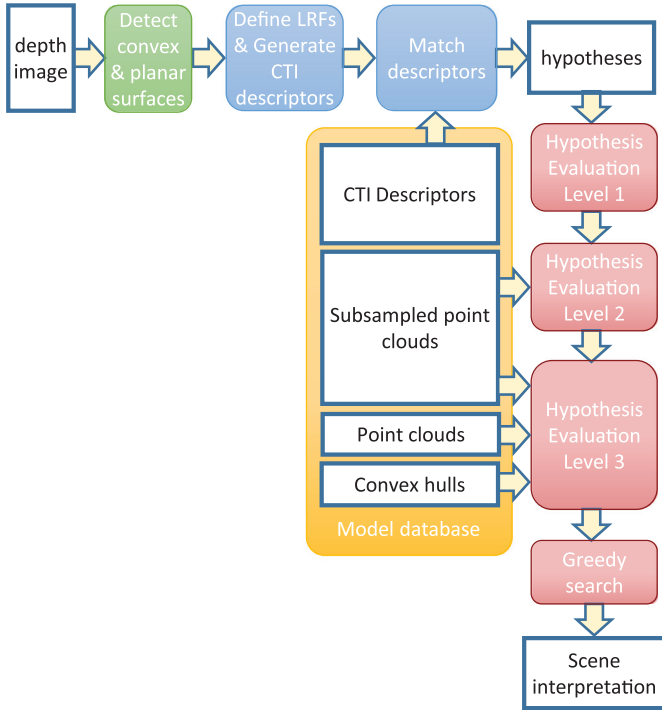 depth
image
Detect
convex
& planar
surfaces
Define LRFs
& Generate
CTI
descriptors
Match
descriptors
hypotheses
Hypothesis
Evaluation
Level 1
CTI Descriptors
Hypothesis
Evaluation
Level 2
Subsampled point
clouds
Hypothesis
Evaluation
Level 3
Point clouds
Convex hulls
Model database
Greedy
search
Scene
interpretation